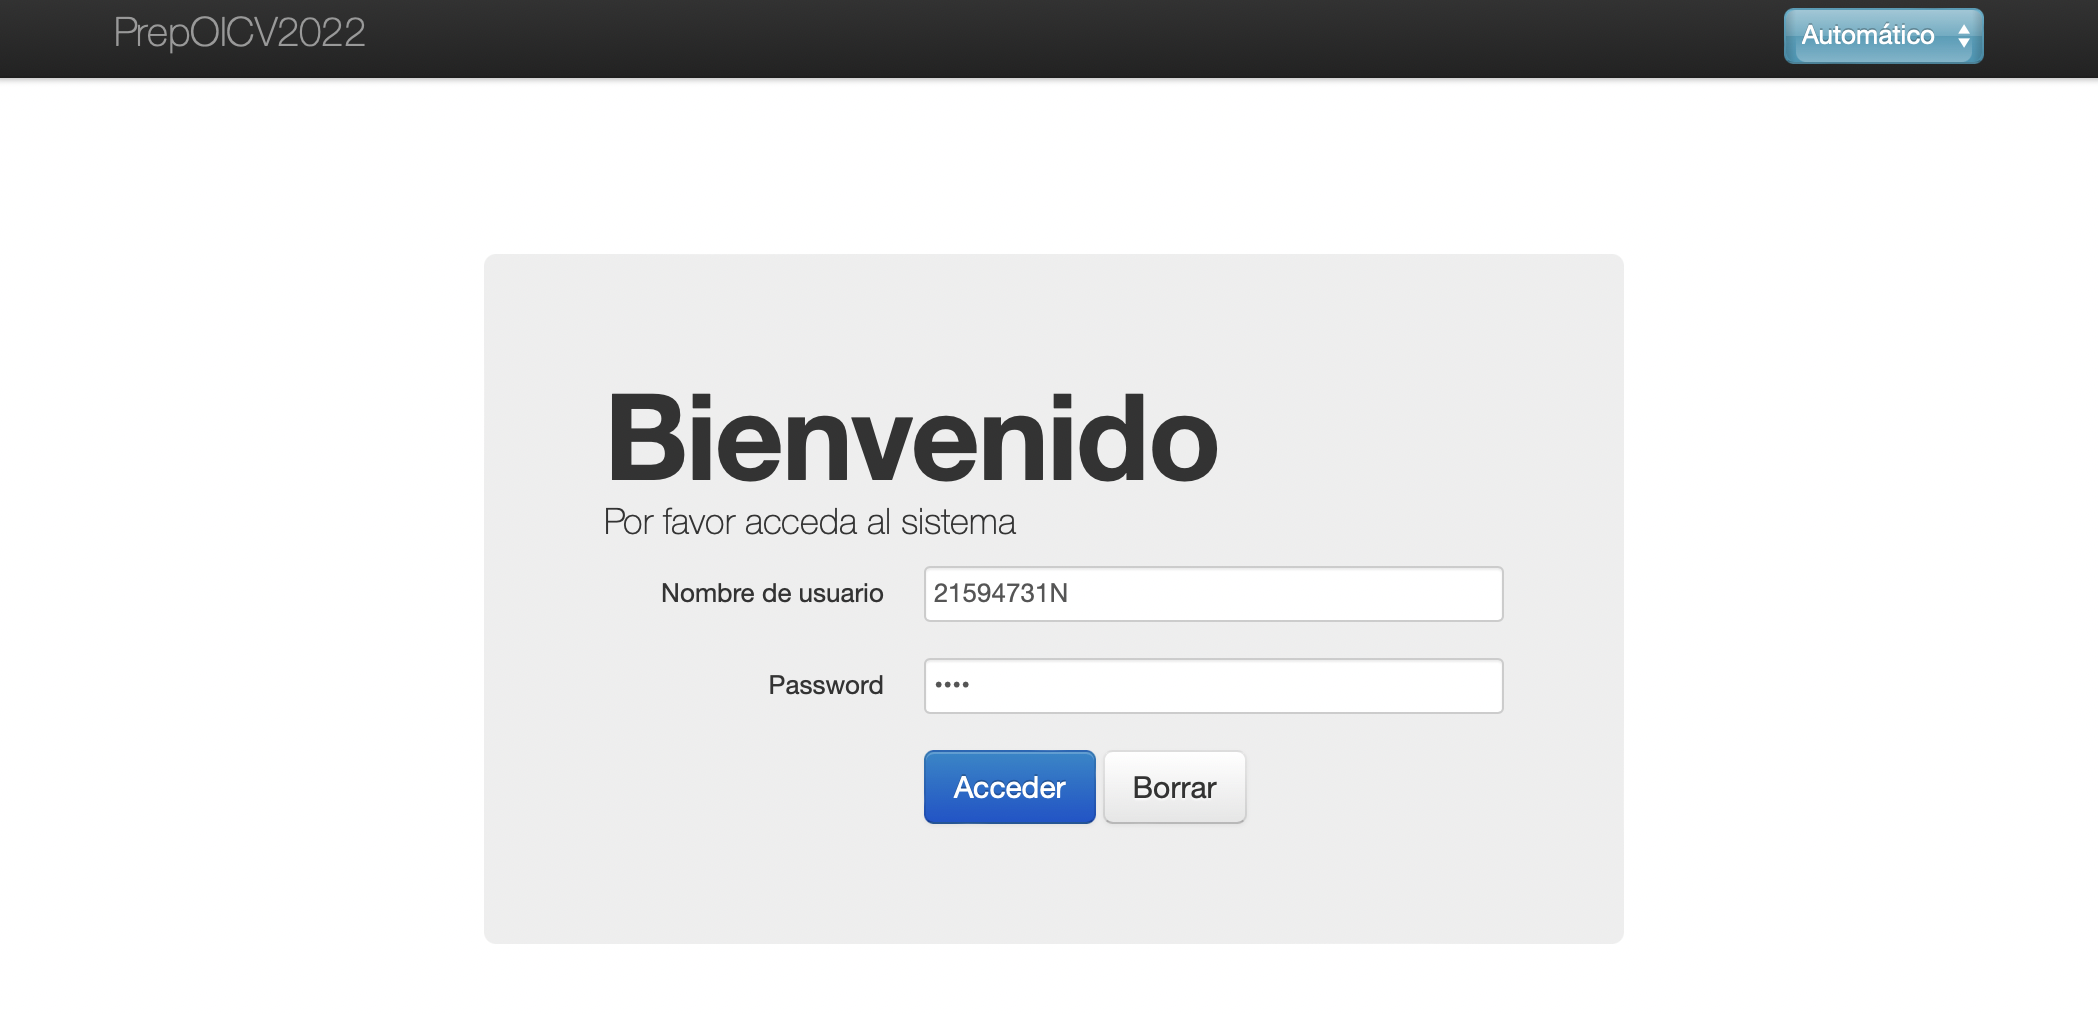 PrepOICV2022
Automático
Bienvenido
Por favor acceda al sistema
Nombre de usuario
21594731N
Password
••••
Acceder
Borrar